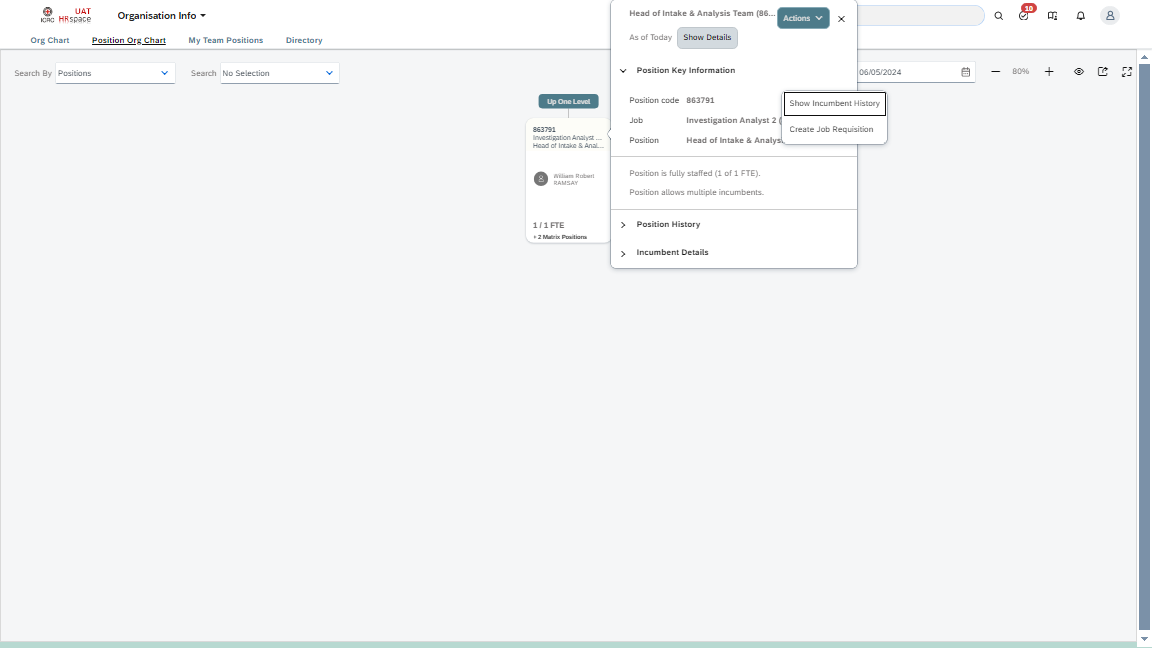 ICRC
UAT
HRspace
Organisation Info
10
Org Chart
Position Org Chart
My Team Positions
Directory
Search By
Positions
Search
No Selection
06/05/2024
80%
Up One Level
863791
Investigation Analyst ...
Head of Intake & Anal...
William Robert
RAMSAY
1 / 1 FTE
2 Matrix Positions
Head of Intake & Analysis Team (86...
Actions
As of Today
Show Details
Position Key Information
Position code 863791
Job Investigation Analyst 2 (
Position Head of Intake & Analys
Show Incumbent History
Create Job Requisition
Position is fully staffed (1 of 1 FTE).
Position allows multiple incumbents.
Position History
Incumbent Details